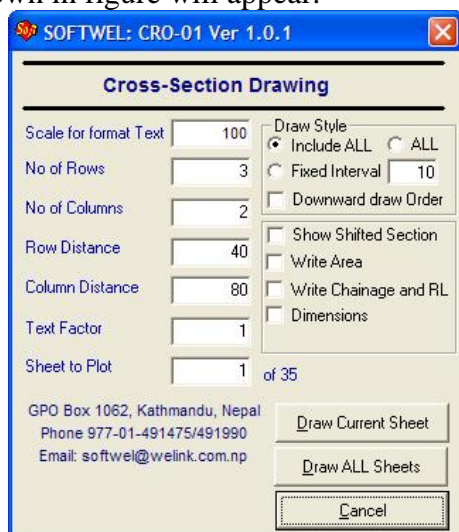 own in figure will appear.
SOFTWEL: CRO-01 Ver 1.0.1
Cross-Section Drawing
Scale for format Text 100
No of Rows 3
No of Columns 2
Row Distance 40
Column Distance 80
Text Factor 1
Sheet to Plot 1 of 35
Draw Style
Include ALL ALL
Fixed Interval 10
Downward draw Order
Show Shifted Section
Write Area
Write Chainage and RL
Dimensions
GPO Box 1062, Kathmandu, Nepal
Phone 977-01-491475/491990
Email: softwel@welink.com.np
Draw Current Sheet
Draw ALL Sheets
Cancel